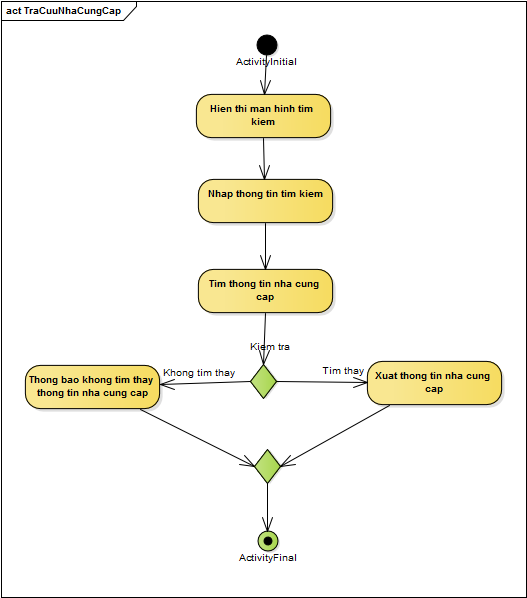 act TraCuuNhaCungCap
ActivityInitial
Hien thi man hinh tim
kiem
Nhap thong tin tim kiem
Tim thong tin nha cung
cap
Kiem tra
Khong tim thay
Tim thay
Thong bao khong tim thay
thong tin nha cung cap
Xuat thong tin nha cung
cap
ActivityFinal